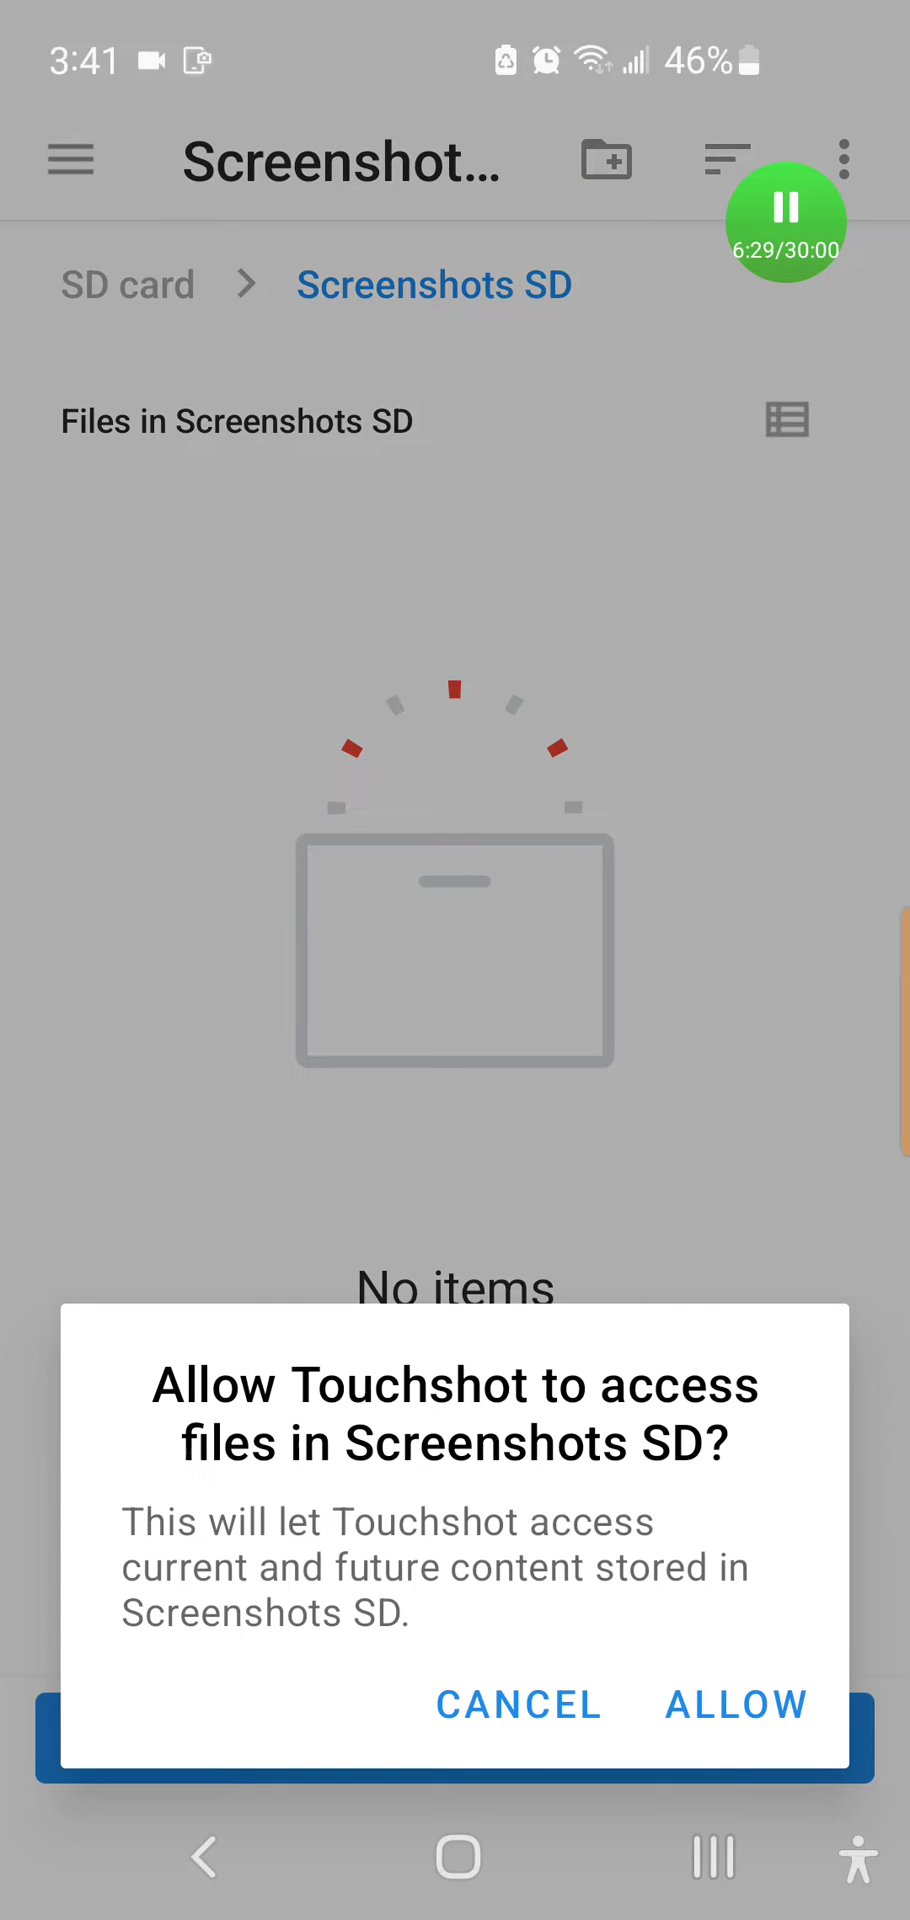 3:41
46%
Screenshot...
6:29/30:00
SD card
Screenshots SD
Files in Screenshots SD
No items
Allow Touchshot to access
files in Screenshots SD?
This will let Touchshot access
current and future content stored in
Screenshots SD.
CANCEL
ALLOW